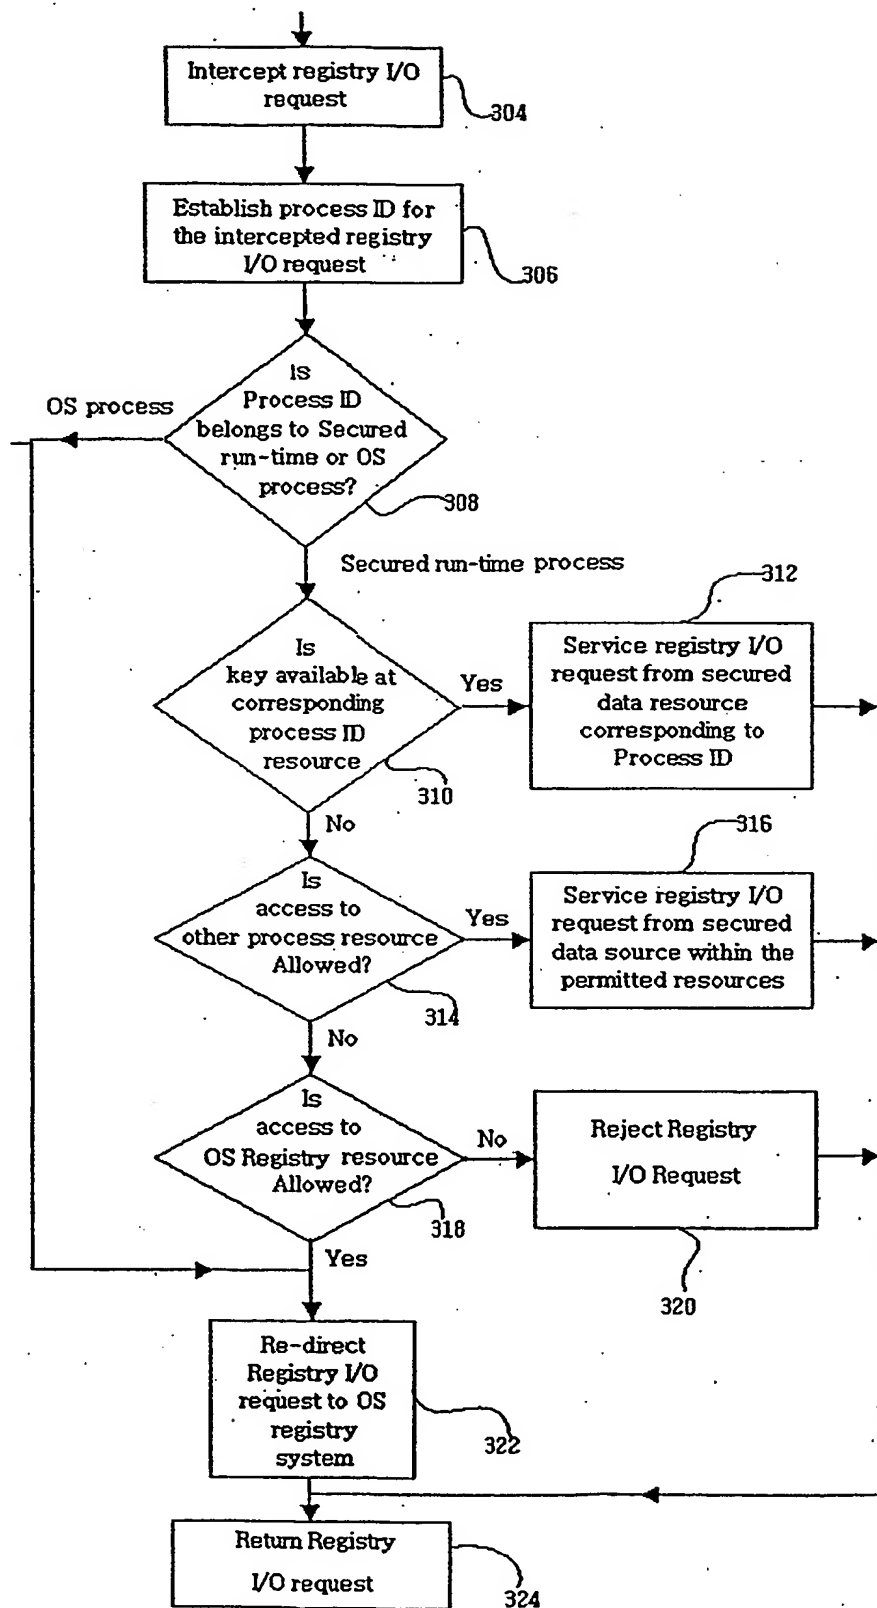 Intercept registry I/O
request
304
Establish process ID for
the intercepted registry
I/O request
306
Is
Process ID
belongs to Secured
run-time or OS
process?
OS process
308
Secured run-time process
312
Is
key available at
corresponding
process ID
resource
Yes
Service registry I/O
request from secured
data resource
corresponding to
Process ID
310
No
316
Is
access to
other process resource
Allowed?
Yes
Service registry I/O
request from secured
data source within the
permitted resources
314
No
Is
access to
OS Registry resource
Allowed?
No
Reject Registry
I/O Request
318
Yes
320
Re-direct
Registry I/O
request to OS
registry
system
322
Return Registry
I/O request
324